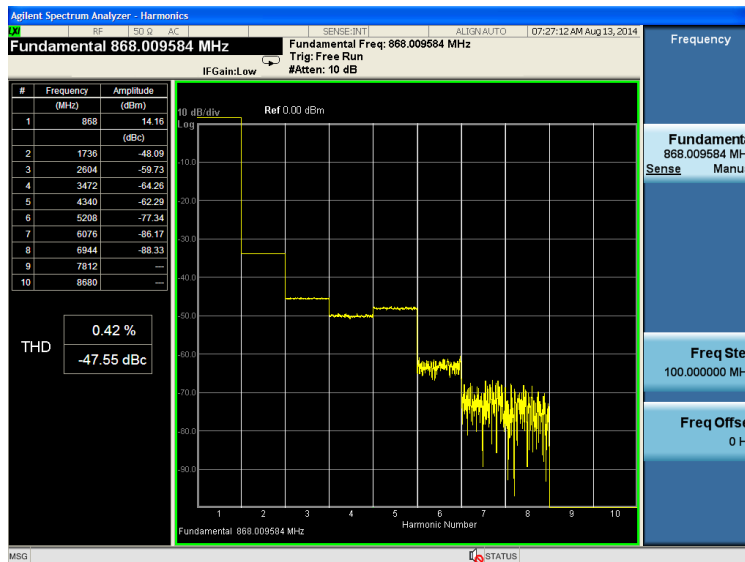 Agilent Spectrum Analyzer - Harmonics
LXI RF 50 Ω AC SENSE:INT ALIGN AUTO 07:27:12 AM Aug 13, 2014
Fundamental 868.009584 MHz
Fundamental Freq: 868.009584 MHz
Trig: Free Run
IFGain:Low #Atten: 10 dB
Frequency
# Frequency Amplitude
(MHz) (dBm)
1 868 14.16
(dBc)
2 1736 -48.09
3 2604 -59.73
4 3472 -64.26
5 4340 -62.29
6 5208 -77.34
7 6076 -86.17
8 6944 -88.33
9 7812 ---
10 8680 ---
THD 0.42 %
-47.55 dBc
10 dB/div Ref 0.00 dBm
Log
-10.0
-20.0
-30.0
-40.0
-50.0
-60.0
-70.0
-80.0
-90.0
1 2 3 4 5 6 7 8 9 10
Harmonic Number
Fundamental 868.009584 MHz
Fundamenta
868.009584 MH
Sense Manu
Freq Ste
100.000000 MH
Freq Offse
0 H
MSG STATUS